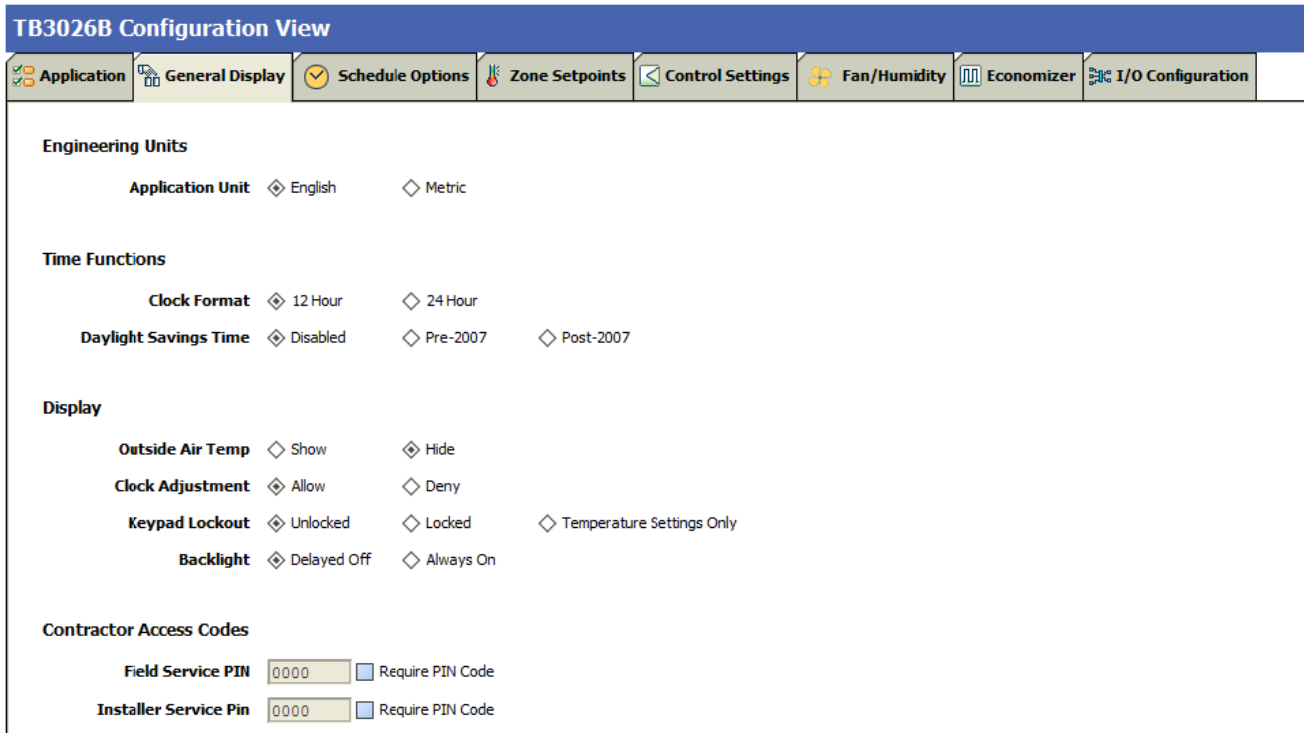 TB3026B Configuration View
Application General Display Schedule Options Zone Setpoints Control Settings Fan/Humidity Economizer I/O Configuration
Engineering Units
Application Unit English Metric
Time Functions
Clock Format 12 Hour 24 Hour
Daylight Savings Time Disabled Pre-2007 Post-2007
Display
Outside Air Temp Show Hide
Clock Adjustment Allow Deny
Keypad Lockout Unlocked Locked Temperature Settings Only
Backlight Delayed Off Always On
Contractor Access Codes
Field Service PIN 0000 Require PIN Code
Installer Service Pin 0000 Require PIN Code